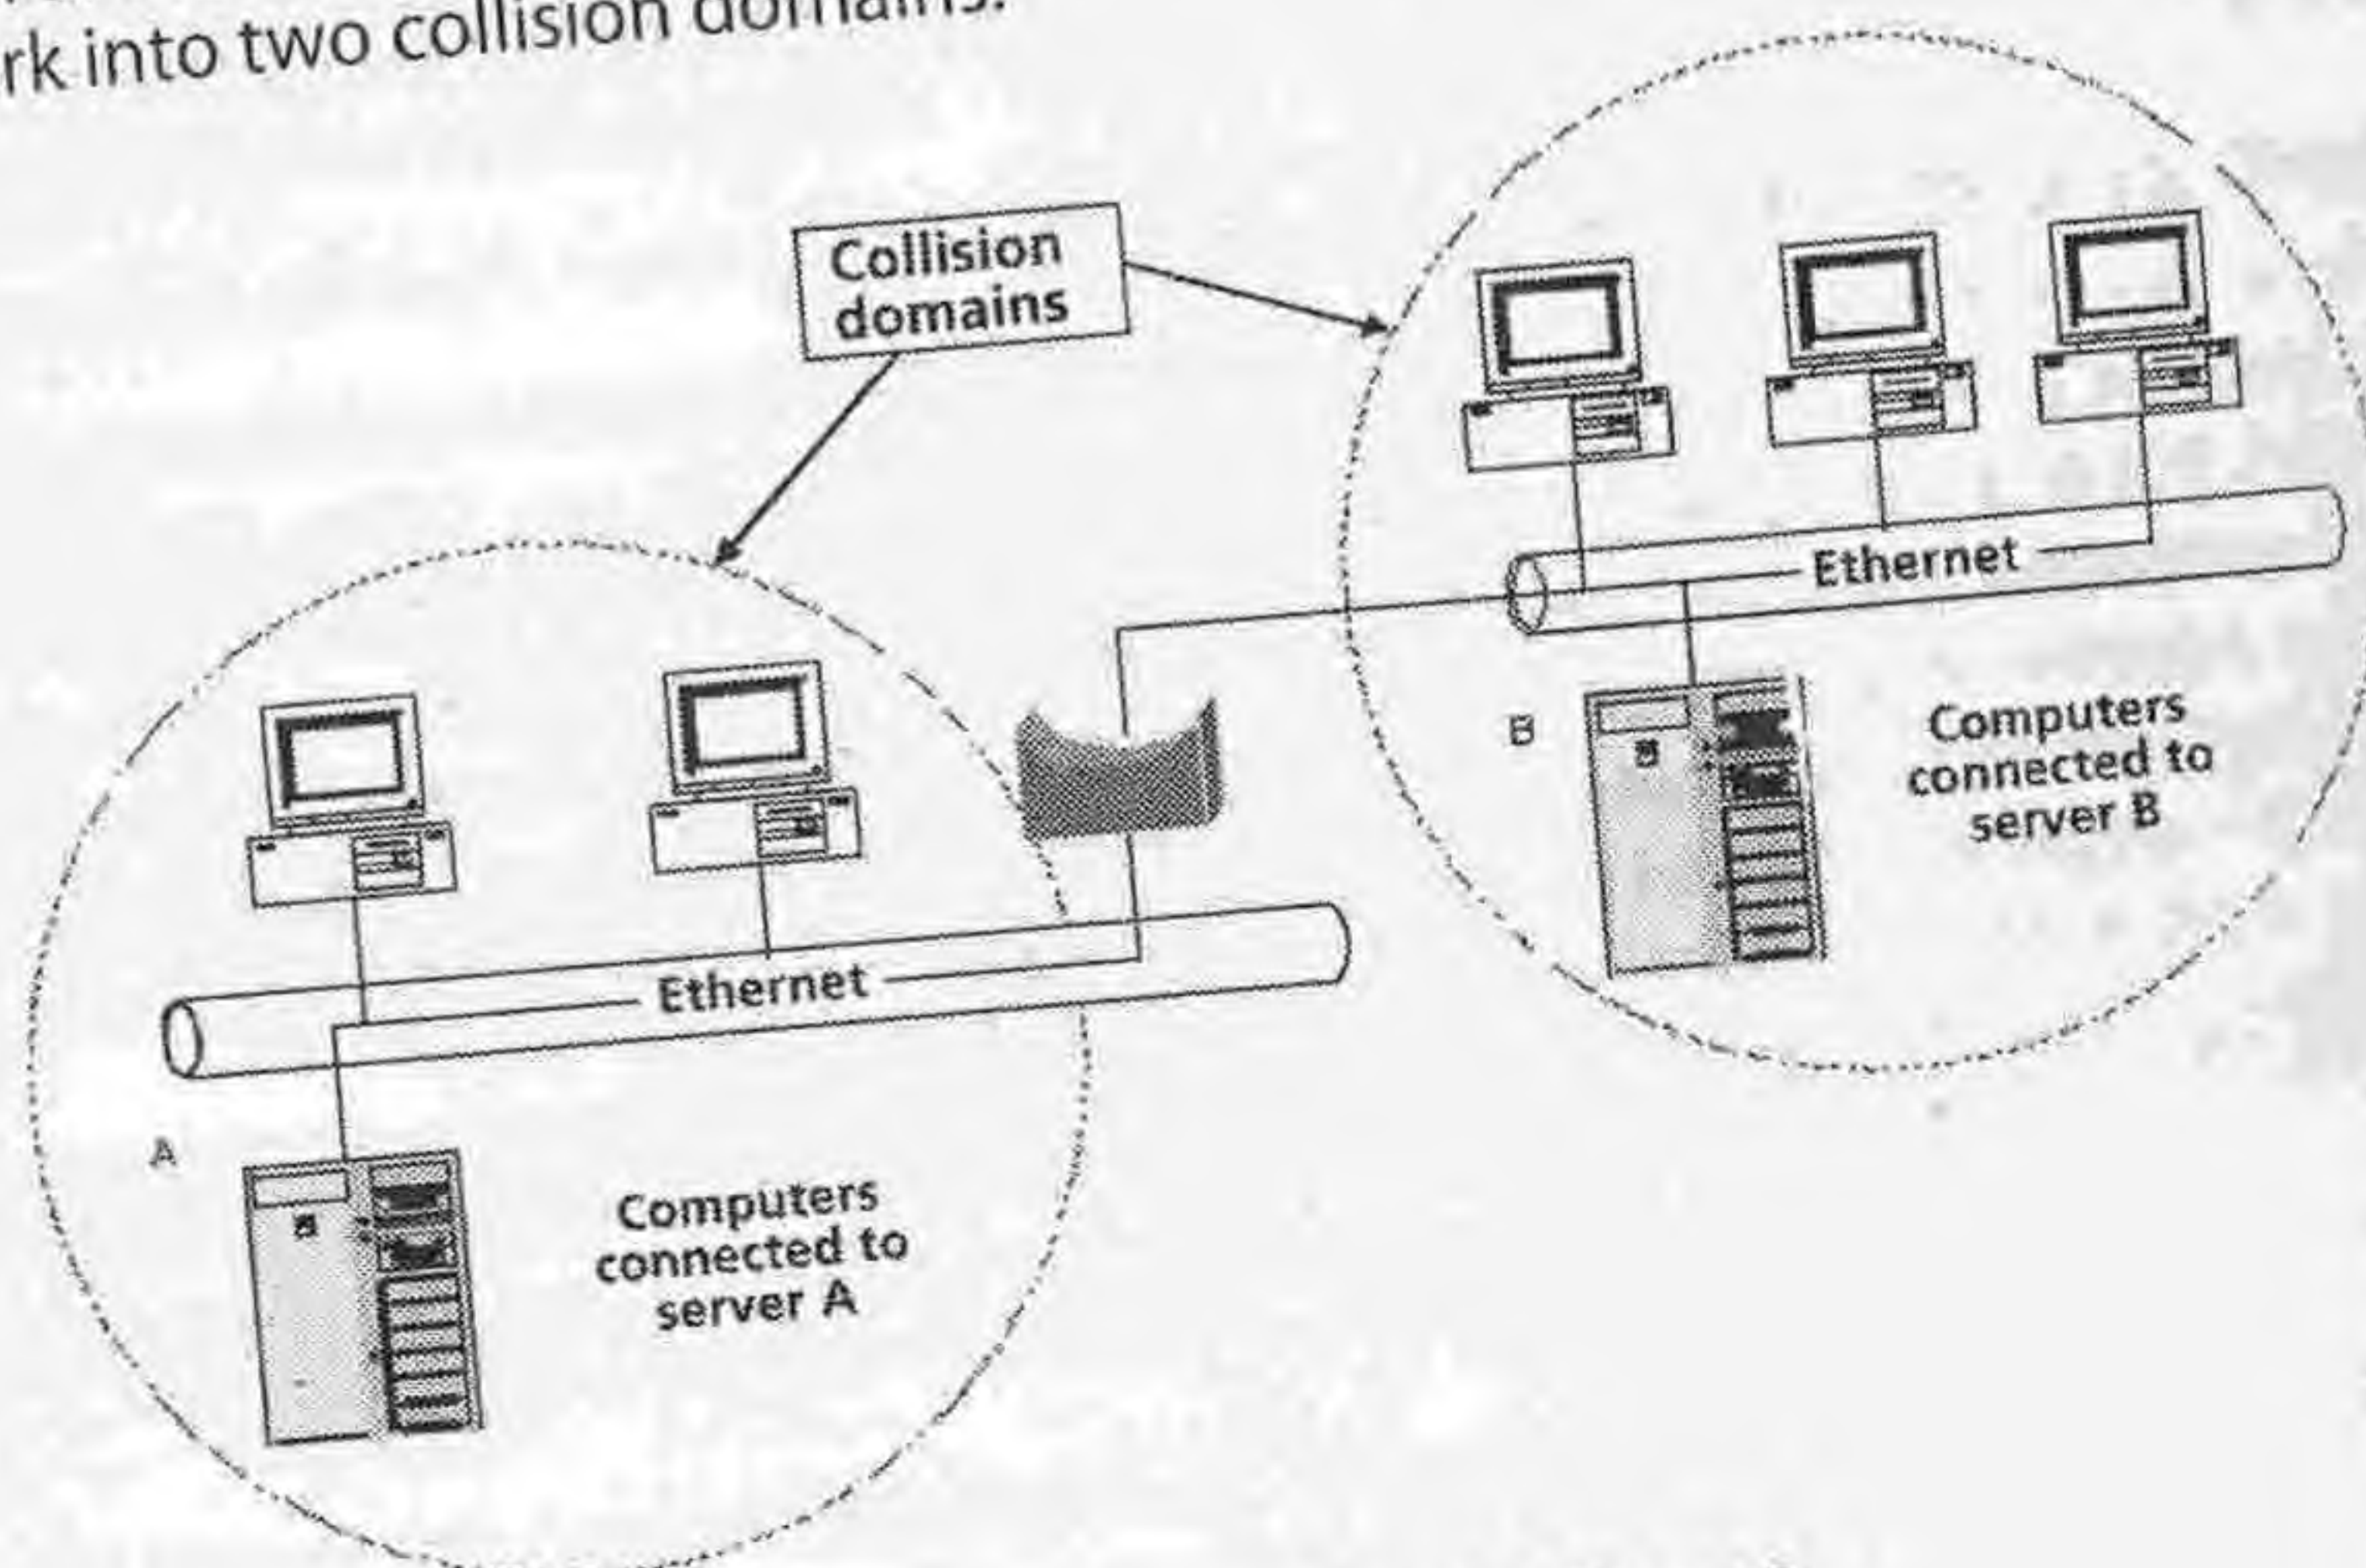 rk into two collision domains.
Collision
domains
Ethernet
B
Computers
connected to
server B
Ethernet
A
Computers
connected to
server A